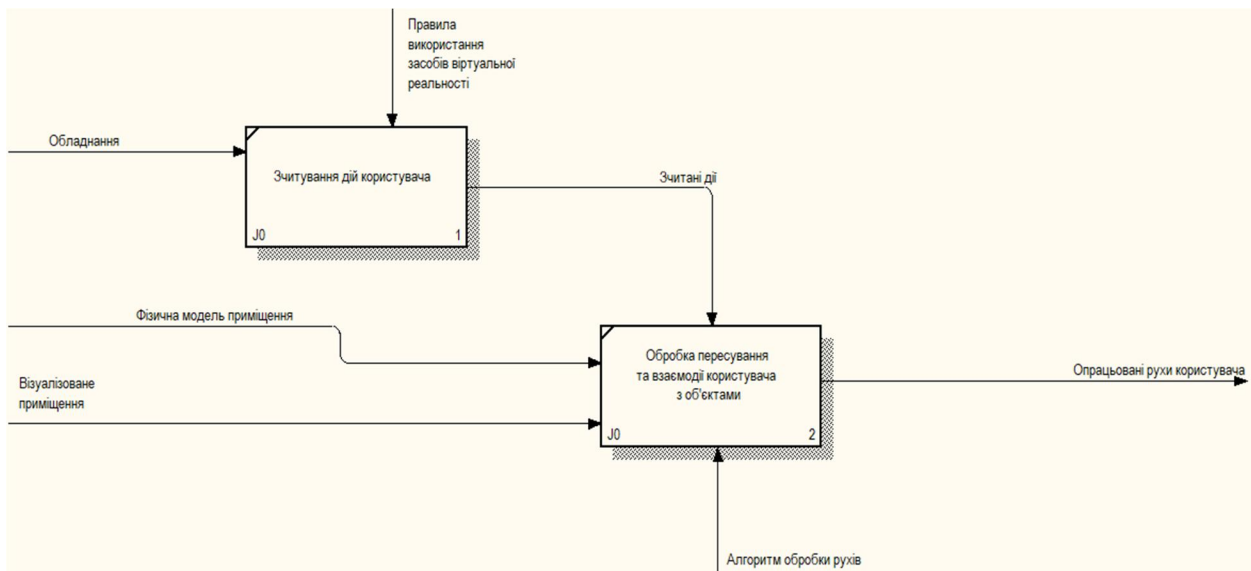 Правила
використання
засобів віртуальної
реальності
Обладнання
Зчитування дій користувача
J0
1
Зчитані дії
Фізична модель приміщення
Візуалізоване
приміщення
Обробка пересування
та взаємодії користувача
з об'єктами
J0
2
Опрацьовані рухи користувача
Алгоритм обробки рухів